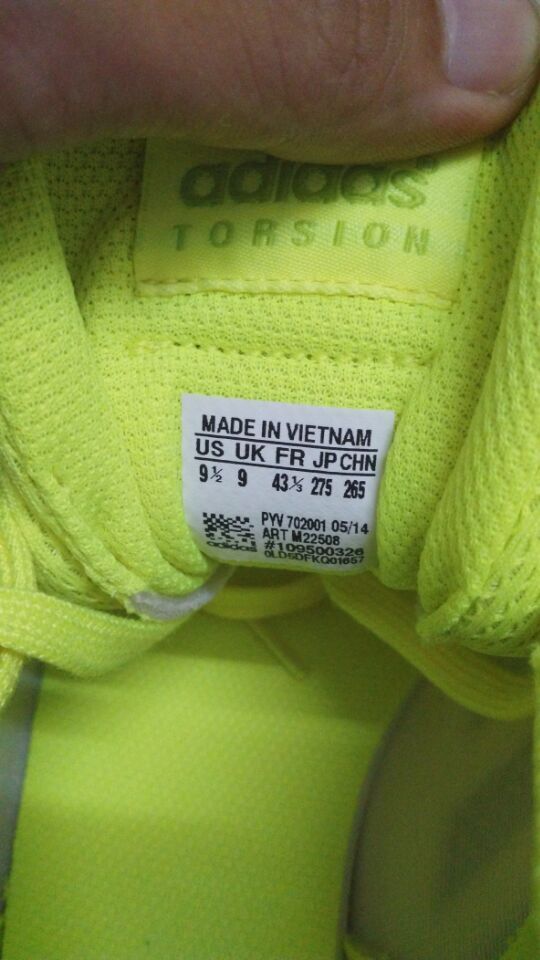 adidas
TORSION
MADE IN VIETNAM
US UK FR JP CHN
9½ 9 43⅓ 275 265
PYV 702001 05/14
ART M22508
#109500326
adidas
0LD5DFKQ01657